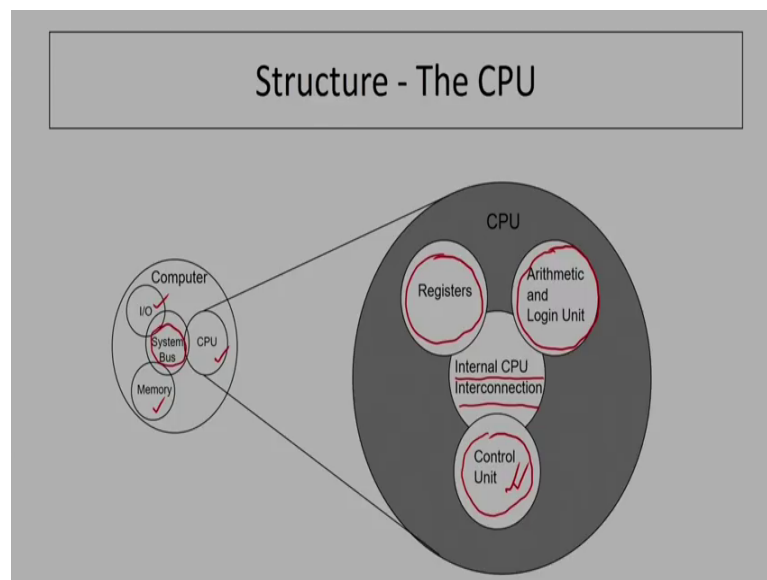 Structure - The CPU
Computer
I/O
System
Bus
CPU
Memory
CPU
Registers
Arithmetic
and
Login Unit
Internal CPU
Interconnection
Control
Unit